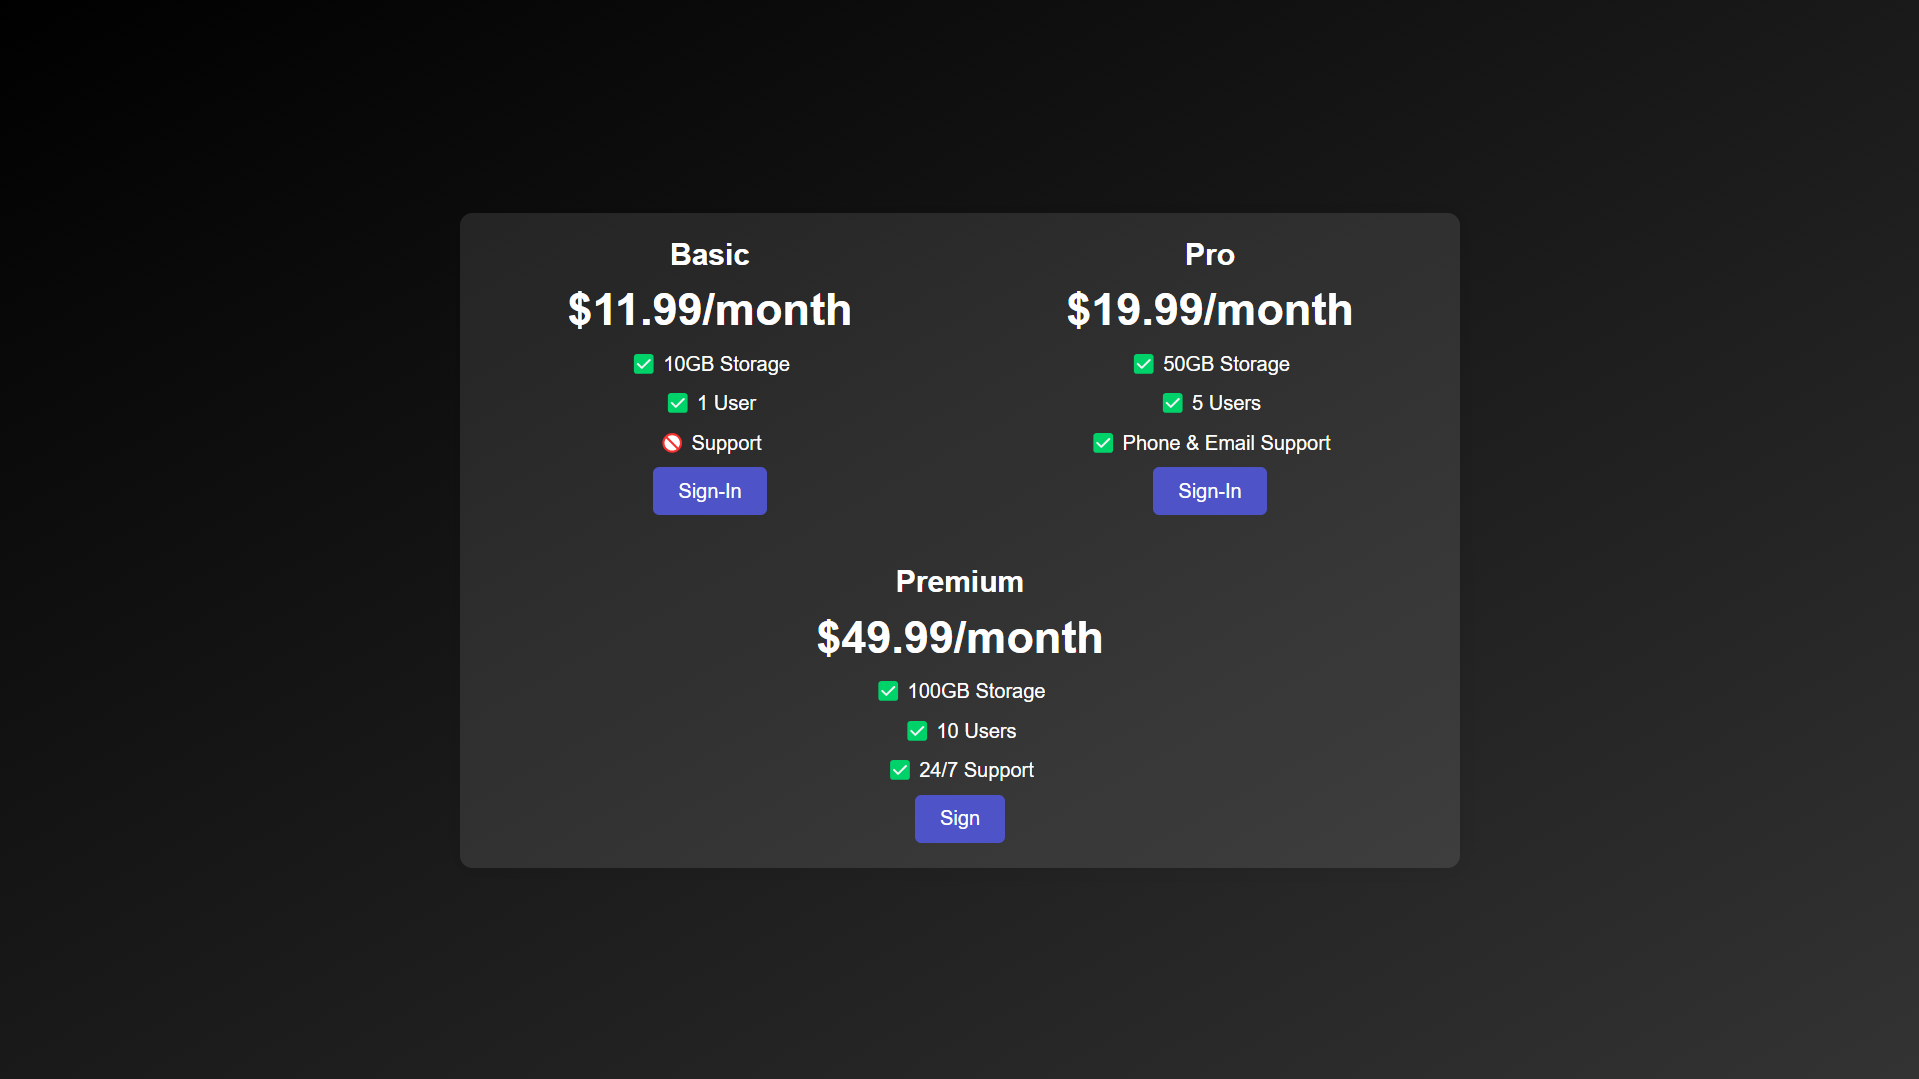 Basic
$11.99/month
✅ 10GB Storage
✅ 1 User
🚫 Support
Sign-In
Pro
$19.99/month
✅ 50GB Storage
✅ 5 Users
✅ Phone & Email Support
Sign-In
Premium
$49.99/month
✅ 100GB Storage
✅ 10 Users
✅ 24/7 Support
Sign